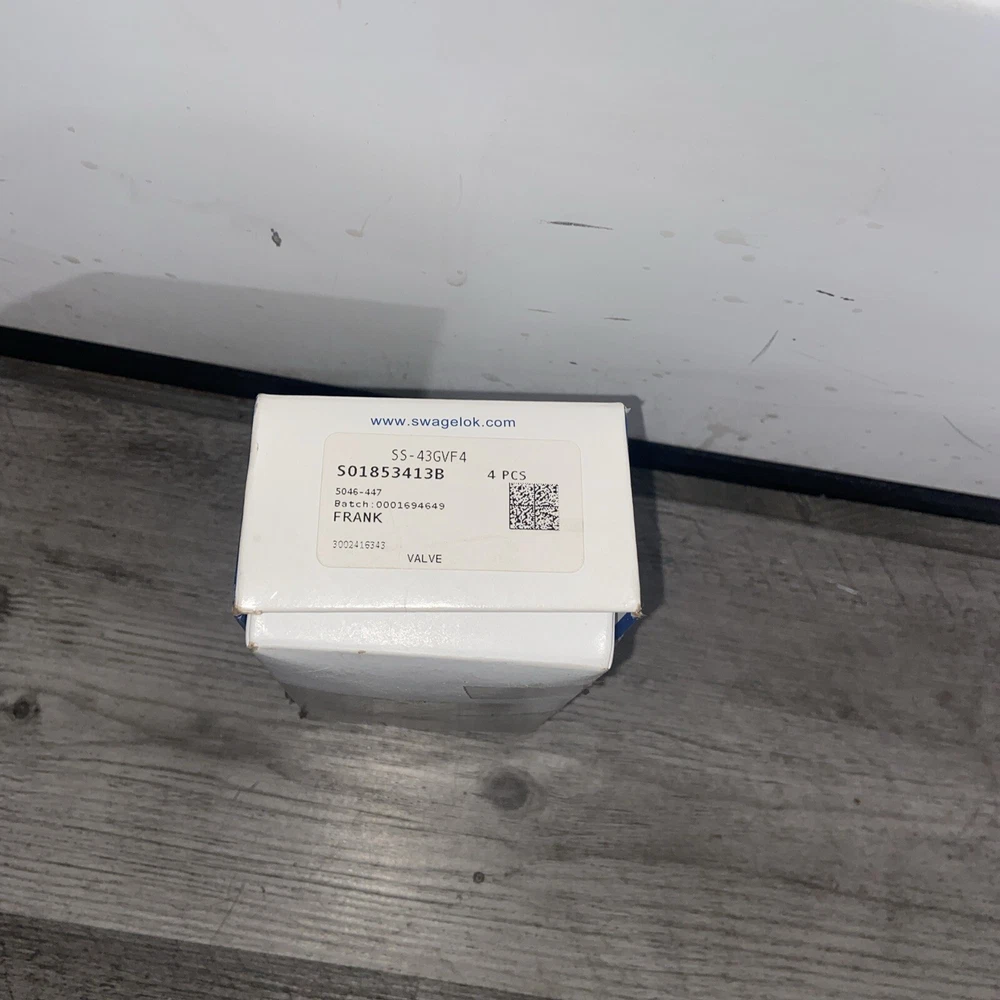 www.swagelok.com
SS-43GVF4
S01853413B 4 PCS
5046-447
Batch:0001694649
FRANK
3002416343
VALVE